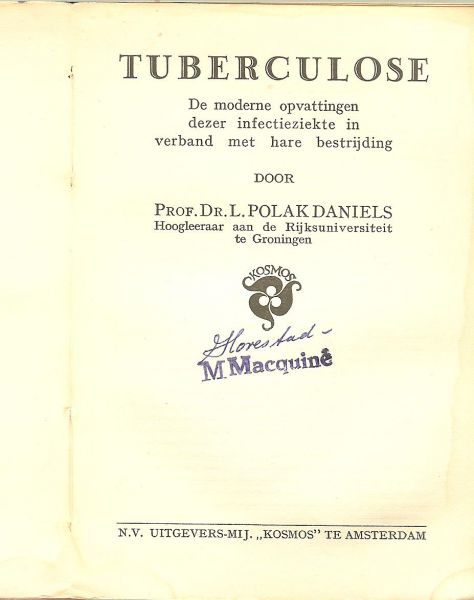 TUBERCULOSE
De moderne opvattingen
dezer infectieziekte in
verband met hare bestrijding
DOOR
PROF. DR. L. POLAK DANIELS
Hoogleeraar aan de Rijksuniversiteit
te Groningen
KOSMOS
M Macquiné
N.V. UITGEVERS-MIJ. „KOSMOS” TE AMSTERDAM